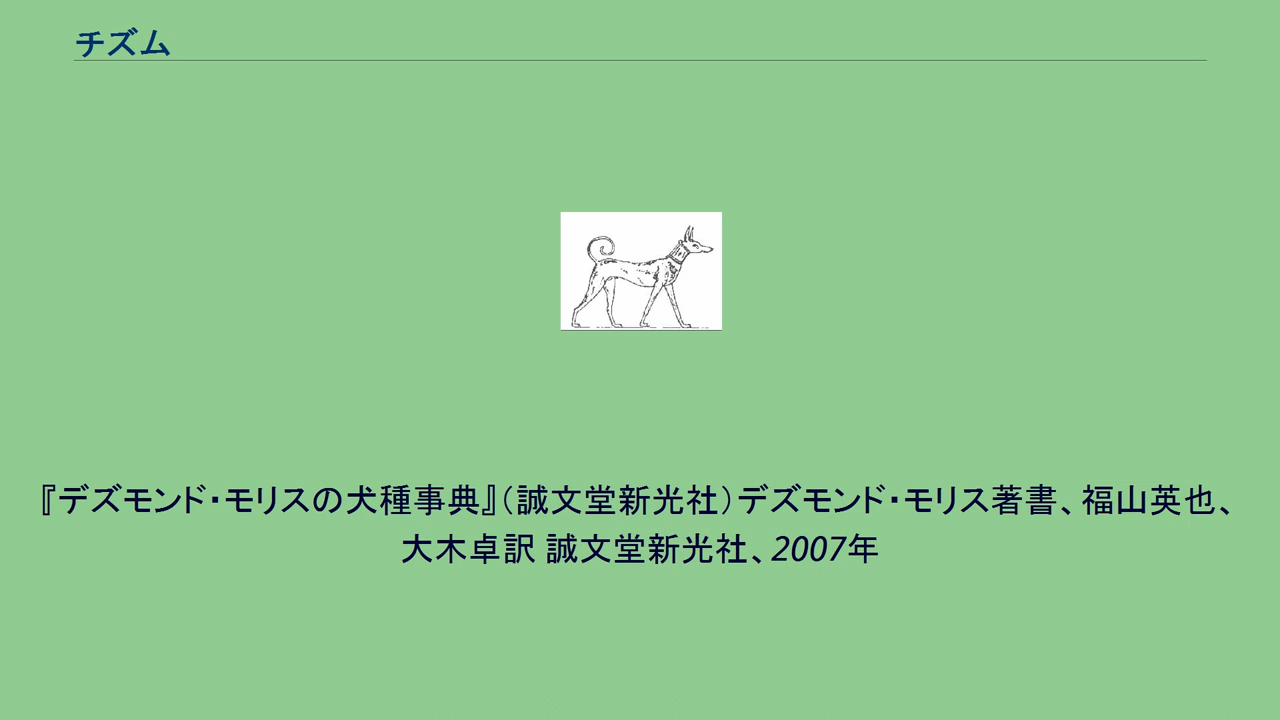 チズム
『デズモンド・モリスの犬種事典』（誠文堂新光社）デズモンド・モリス著書、福山英也、
大木卓訳 誠文堂新光社、2007年